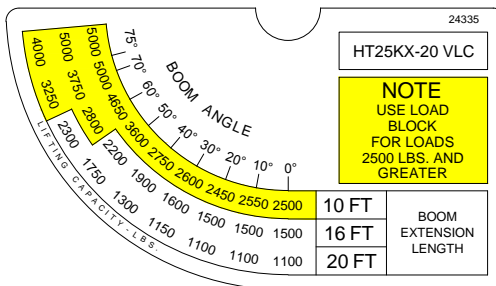 24335
HT25KX-20 VLC
NOTE
USE LOAD
BLOCK
FOR LOADS
2500 LBS. AND
GREATER
BOOM ANGLE
75° 70° 60° 50° 40° 30° 20° 10° 0°
5000 5000 4650 3600 2750 2600 2450 2550 2500 10 FT
5000 3750 2800 2200 1900 1600 1500 1500 1500 16 FT
4000 3250 2300 1750 1300 1150 1100 1100 1100 20 FT
BOOM
EXTENSION
LENGTH
LIFTING CAPACITY-LBS.